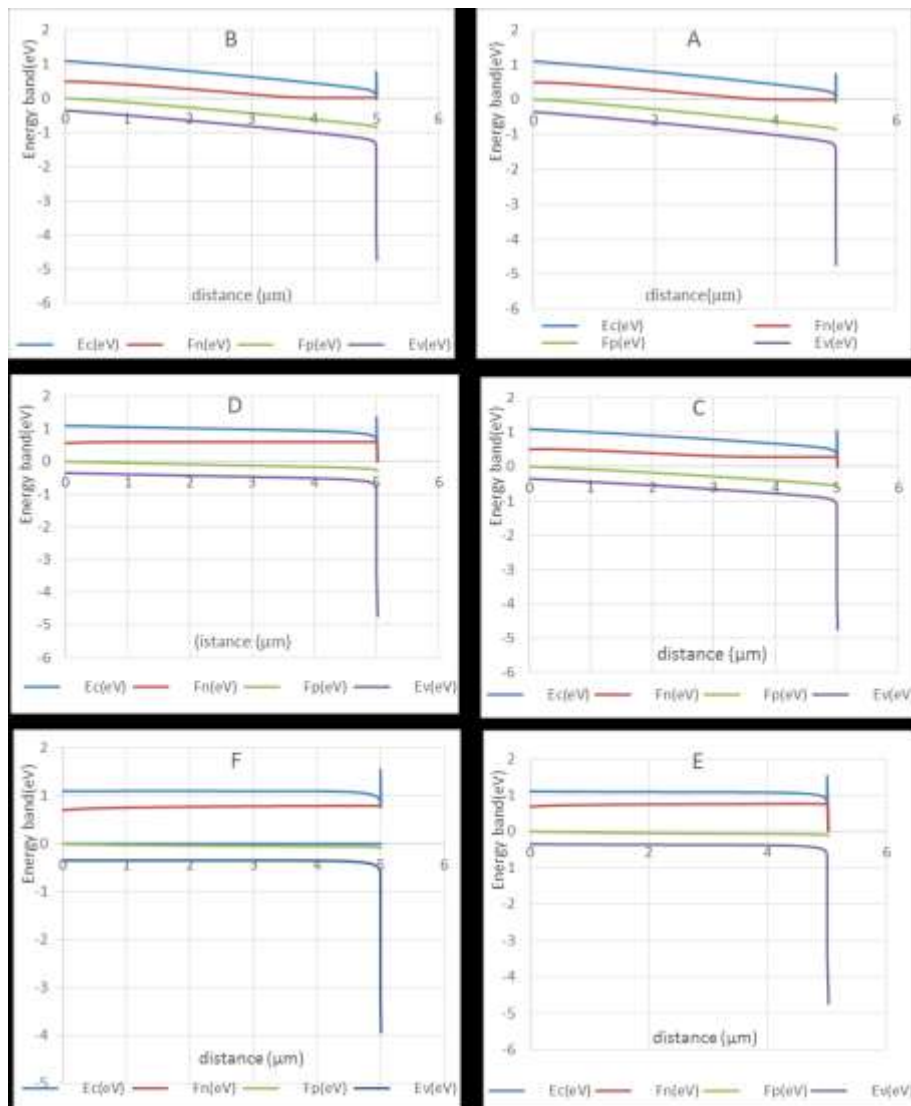 B
Energy band(eV)
2
1
0
-1
-2
-3
-4
-5
-6
0 1 2 3 4 5 6
distance (μm)
Ec(eV) Fn(eV) Fp(eV) Ev(eV)
A
Energy band(eV)
2
1
0
-1
-2
-3
-4
-5
-6
0 2 4 6
distance(μm)
Ec(eV) Fn(eV)
Fp(eV) Ev(eV)
D
Energy band(eV)
2
1
0
-1
-2
-3
-4
-5
-6
0 1 2 3 4 5 6
(istance (μm)
Ec(eV) Fn(eV) Fp(eV) Ev(eV)
C
Energy band(eV)
2
1
0
-1
-2
-3
-4
-5
-6
0 1 2 3 4 5 6
distance (μm)
Ec(eV) Fn(eV) Fp(eV) Ev(eV)
F
Energy band(eV)
2
1
0
-1
-2
-3
-4
-5
0 1 2 3 4 5 6
distance (μm)
Ec(eV) Fn(eV) Fp(eV) Ev(eV)
E
Energy band(eV)
2
1
0
-1
-2
-3
-4
-5
-6
0 2 4 6
distance (μm)
Ec(eV) Fn(eV) Fp(eV) Ev(eV)